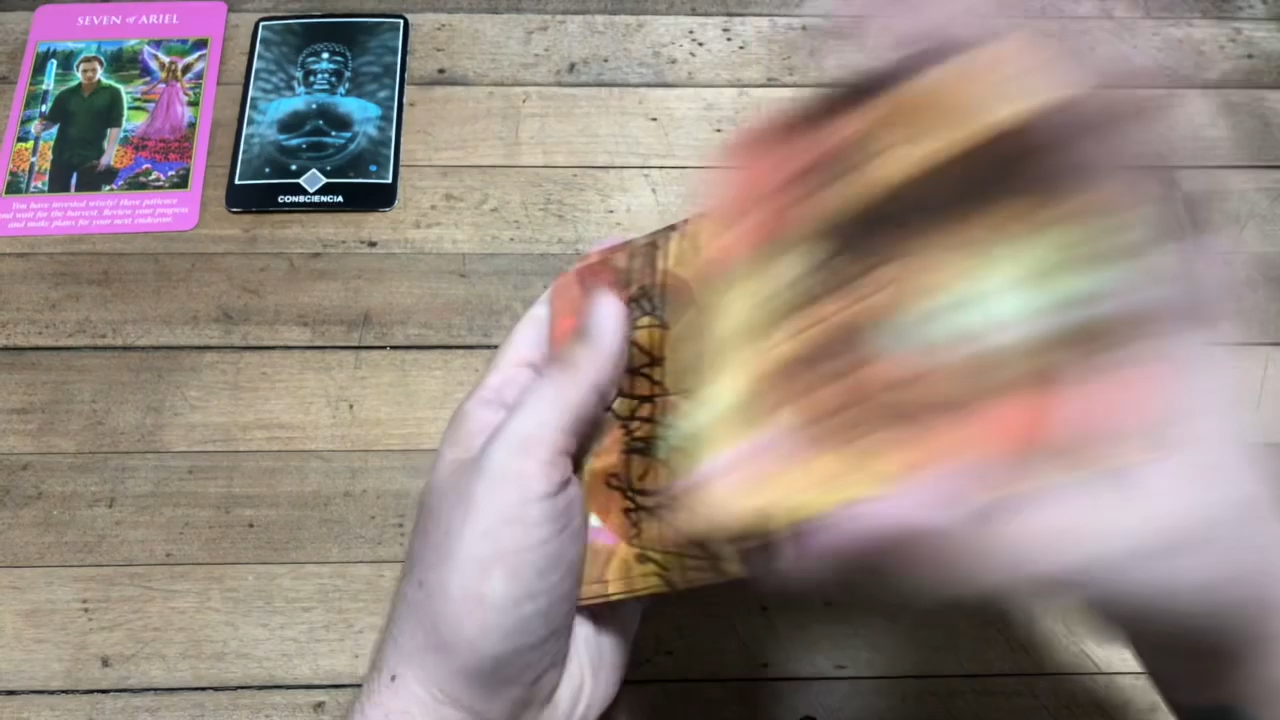 SEVEN of ARIEL
You have invested wisely! Have patience
and wait for the harvest. Review your progress
and make plans for your next endeavor.
CONSCIENCIA